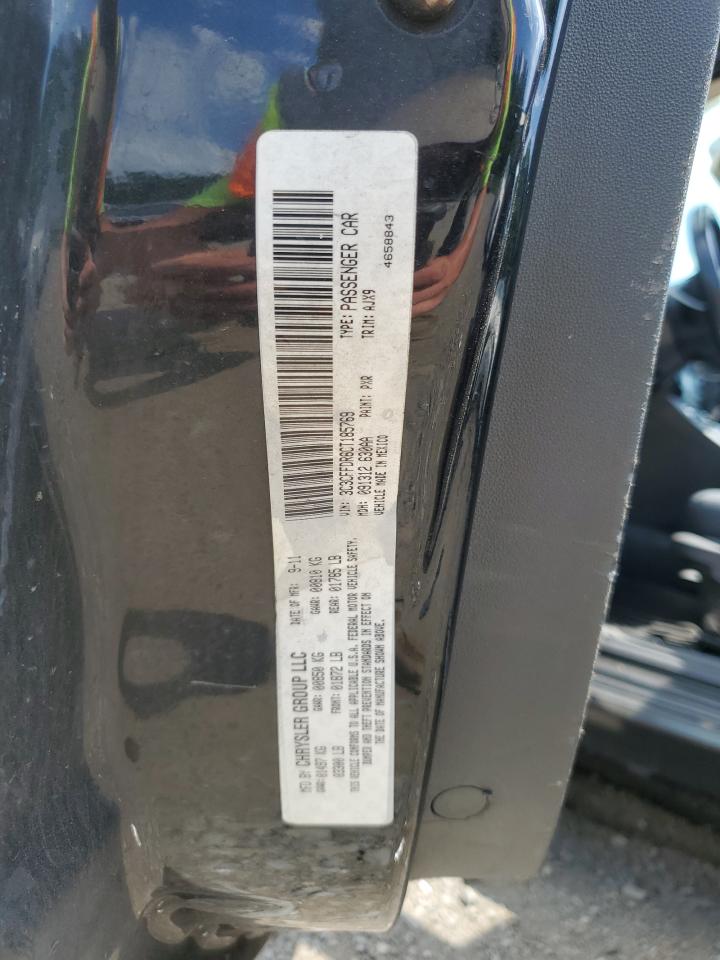 MFD BY CHRYSLER GROUP LLC
DATE OF MFR: 9-11
GVWR: 01497 KG
GAWR: 00850 KG
GAWR: 00810 KG
03300 LB
FRONT: 01872 LB
REAR: 01785 LB
THIS VEHICLE CONFORMS TO ALL APPLICABLE U.S.A. FEDERAL MOTOR VEHICLE SAFETY,
BUMPER AND THEFT PREVENTION STANDARDS IN EFFECT ON
THE DATE OF MANUFACTURE SHOWN ABOVE.
VIN: 3C3CFFDR6CT185769
TYPE: PASSENGER CAR
MDH: 091312 630AA
PAINT: PXR
TRIM: AJX9
VEHICLE MADE IN MEXICO
4658843